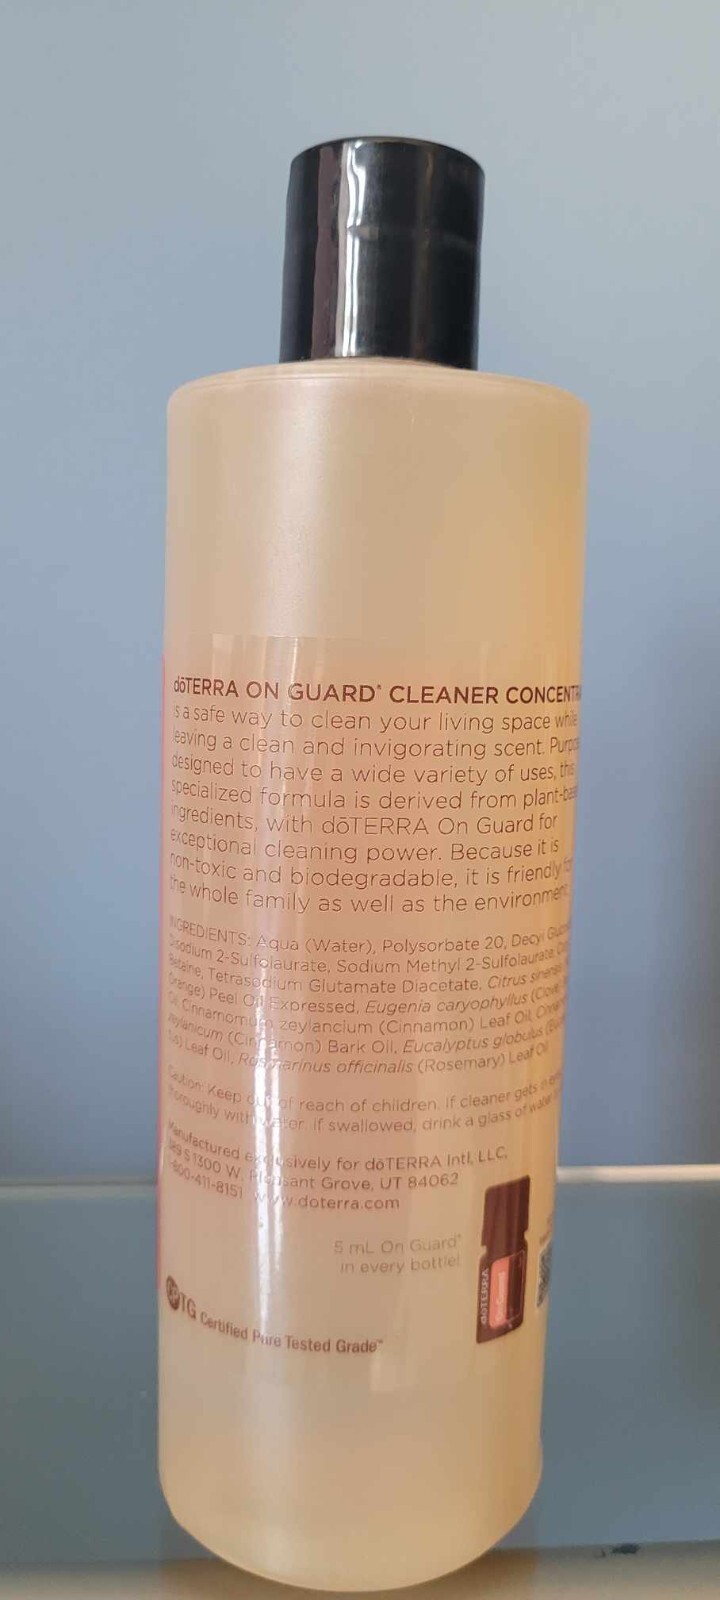 dōTERRA ON GUARD® CLEANER CONCENTRA
is a safe way to clean your living space while
leaving a clean and invigorating scent.
designed to have a wide variety of uses, this
specialized formula is derived from
ingredients, with dōTERRA On Guard for
exceptional cleaning power. Because it is
non-toxic and biodegradable, it is friendly
the whole family as well as the environment.
INGREDIENTS: Aqua (Water), Polysorbate 20, Decyl
Disodium 2-Sulfolaurate, Sodium Methyl 2-Sulfolaurate,
Betaine, Tetrasodium Glutamate Diacetate, Citrus
Orange) Peel Oil Expressed, Eugenia caryophyllus (Clove)
Oil, Cinnamomum zeylancium (Cinnamon) Leaf Oil,
zeylanicum (Cinnamon) Bark Oil, Eucalyptus globulus
Leaf Oil, Rosmarinus officinalis (Rosemary) Leaf Oil
Caution: Keep out of reach of children. If cleaner gets in
thoroughly with water. If swallowed, drink a glass of water
Manufactured exclusively for dōTERRA Intl, LLC,
389 S 1300 W, Pleasant Grove, UT 84062
1-800-411-8151 www.doterra.com
5 mL On Guard®
in every bottle!
dōTERRA
On Guard
CPTG Certified Pure Tested Grade™